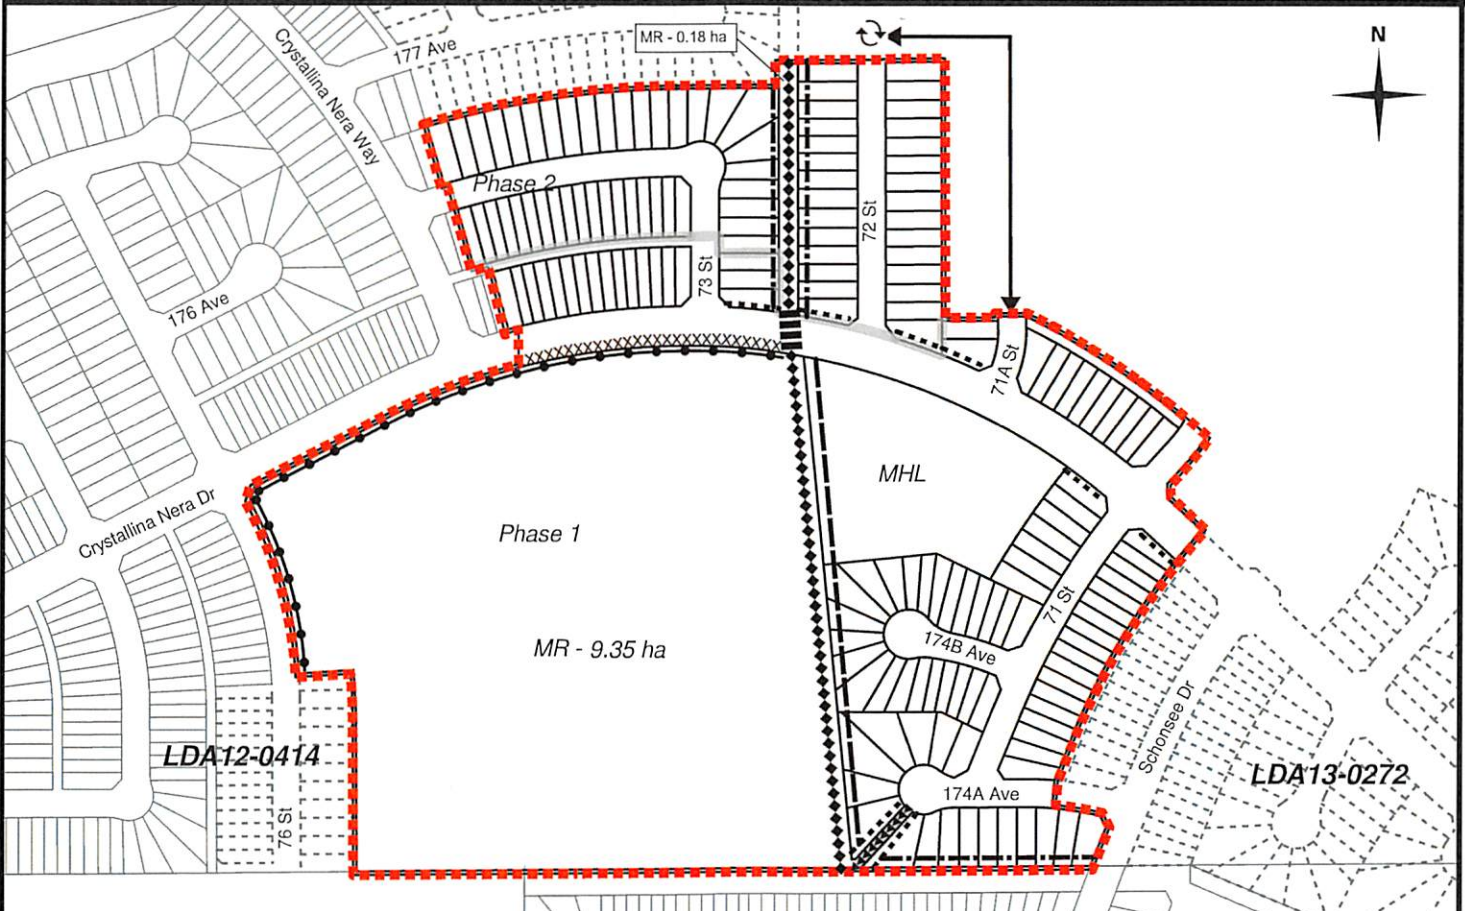 MR - 0.18 ha
N
177 Ave
Crystallina Nera Way
Phase 2
72 St
73 St
176 Ave
71A St
MHL
Crystallina Nera Dr
Phase 1
71 St
174B Ave
MR - 9.35 ha
Schonsee Dr
LDA12-0414
LDA13-0272
174A Ave
76 St